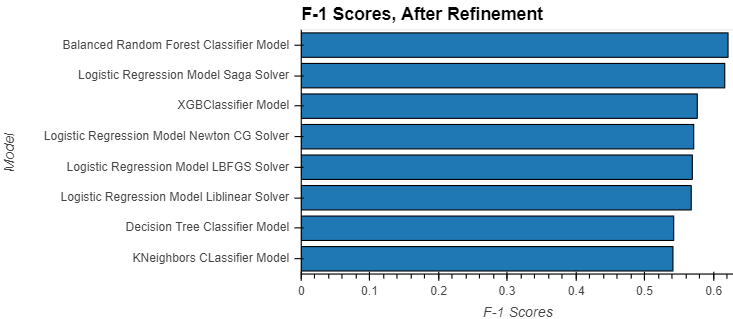 F-1 Scores, After Refinement
Balanced Random Forest Classifier Model
Logistic Regression Model Saga Solver
XGBClassifier Model
Logistic Regression Model Newton CG Solver
Logistic Regression Model LBFGS Solver
Logistic Regression Model Liblinear Solver
Decision Tree Classifier Model
KNeighbors CLassifier Model
Model
0 0.1 0.2 0.3 0.4 0.5 0.6
F-1 Scores